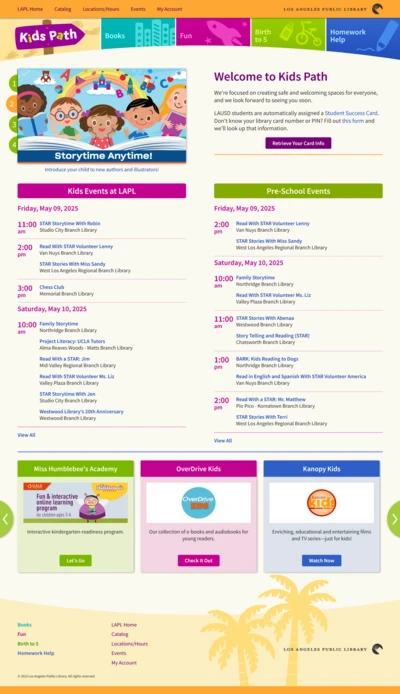 LAPL Home Catalog Locations/Hours Events My Account
LOS ANGELES PUBLIC LIBRARY
Kids Path
Books
Fun
Birth
to 5
Homework
Help
1
2
3
4
Storytime Anytime!
Introduce your child to new authors and illustrators!
Welcome to Kids Path
We're focused on creating safe and welcoming spaces for everyone,
and we look forward to seeing you soon.
LAUSD students are automatically assigned a Student Success Card.
Don't know your library card number or PIN? Fill out this form and
we'll look up that information.
Retrieve Your Card Info
Kids Events at LAPL
Friday, May 09, 2025
11:00 am
STAR Storytime With Robin
Studio City Branch Library
2:00 pm
Read With STAR Volunteer Lenny
Van Nuys Branch Library
STAR Stories With Miss Sandy
West Los Angeles Regional Branch Library
3:00 pm
Chess Club
Memorial Branch Library
Saturday, May 10, 2025
10:00 am
Family Storytime
Northridge Branch Library
Project Literacy: UCLA Tutors
Alma Reaves Woods - Watts Branch Library
Read With a STAR: Jim
Mid-Valley Regional Branch Library
Read With STAR Volunteer Ms. Liz
Valley Plaza Branch Library
STAR Storytime With Jen
Studio City Branch Library
Westwood Library's 20th Anniversary
Westwood Branch Library
View All
Pre-School Events
Friday, May 09, 2025
2:00 pm
Read With STAR Volunteer Lenny
Van Nuys Branch Library
STAR Stories With Miss Sandy
West Los Angeles Regional Branch Library
Saturday, May 10, 2025
10:00 am
Family Storytime
Northridge Branch Library
Read With STAR Volunteer Ms. Liz
Valley Plaza Branch Library
11:00 am
STAR Stories With Abenaa
Westwood Branch Library
Story Telling and Reading (STAR)
Chatsworth Branch Library
1:00 pm
BARK: Kids Reading to Dogs
Northridge Branch Library
Read in English and Spanish With STAR Volunteer America
Van Nuys Branch Library
2:00 pm
Read With a STAR: Mr. Matthew
Pio Pico - Koreatown Branch Library
STAR Stories With Terri
West Los Angeles Regional Branch Library
View All
Miss Humblebee's Academy
Fun & interactive
online learning
program.
for children ages 3-6
Interactive kindergarten-readiness program.
Let's Go
OverDrive Kids
OverDrive
KIDS
Our collection of e-books and audiobooks for
young readers.
Check It Out
Kanopy Kids
kids
Enriching, educational and entertaining films
and TV series—just for kids!
Watch Now
Books
Fun
Birth to 5
Homework Help
LAPL Home
Catalog
Locations/Hours
Events
My Account
LOS ANGELES PUBLIC LIBRARY
Los Angeles Public Library. All rights reserved.